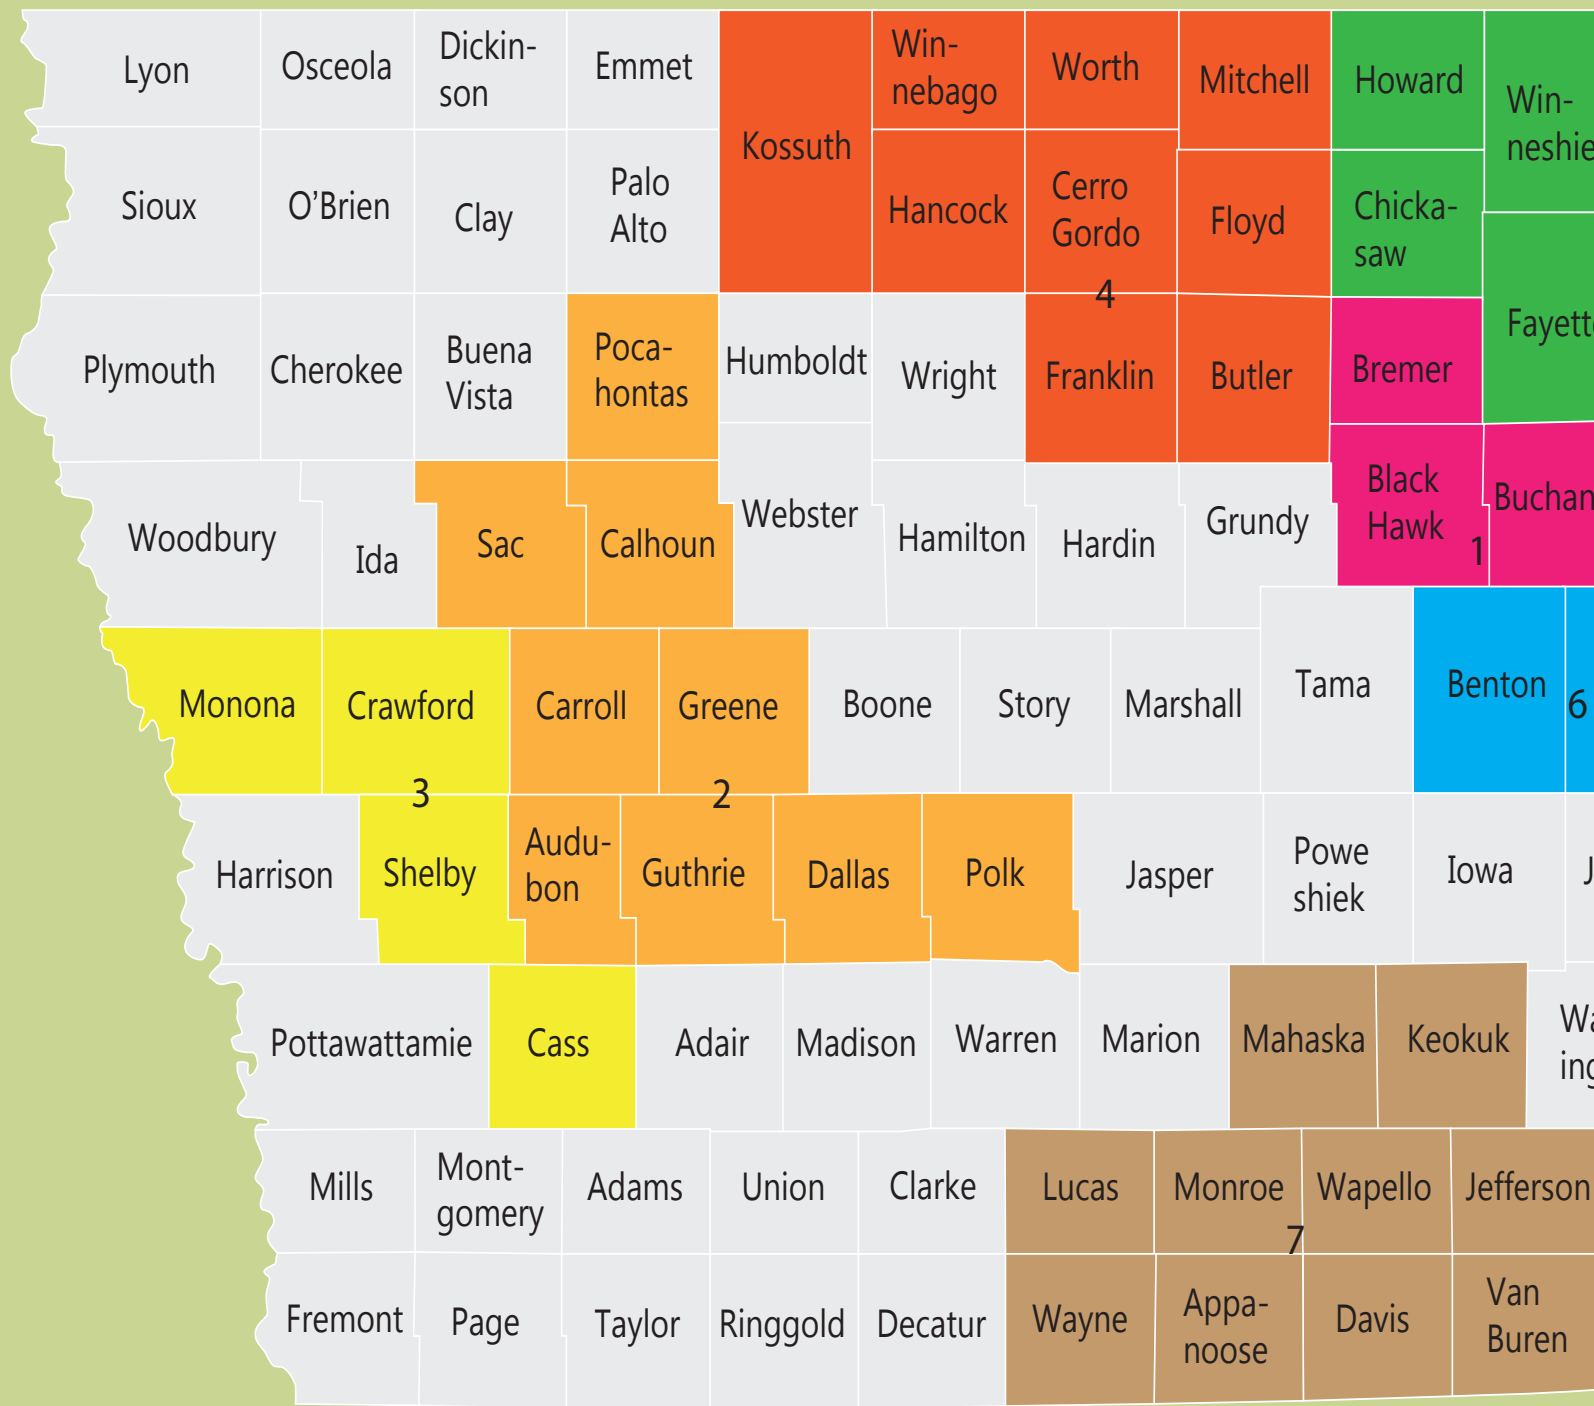 Lyon
Osceola
Dickin-
son
Emmet
Kossuth
Win-
nebago
Worth
Mitchell
Howard
Win-
neshie
Sioux
O'Brien
Clay
Palo
Alto
Hancock
Cerro
Gordo
Floyd
Chicka-
saw
4
Plymouth
Cherokee
Buena
Vista
Poca-
hontas
Humboldt
Wright
Franklin
Butler
Bremer
Fayett
Woodbury
Ida
Sac
Calhoun
Webster
Hamilton
Hardin
Grundy
Black
Hawk
1
Buchan
Monona
Crawford
Carroll
Greene
Boone
Story
Marshall
Tama
Benton
6
3
2
Harrison
Shelby
Audu-
bon
Guthrie
Dallas
Polk
Jasper
Powe
shiek
Iowa
J
Pottawattamie
Cass
Adair
Madison
Warren
Marion
Mahaska
Keokuk
Wa
ing
Mills
Mont-
gomery
Adams
Union
Clarke
Lucas
Monroe
Wapello
Jefferson
7
Fremont
Page
Taylor
Ringgold
Decatur
Wayne
Appa-
noose
Davis
Van
Buren